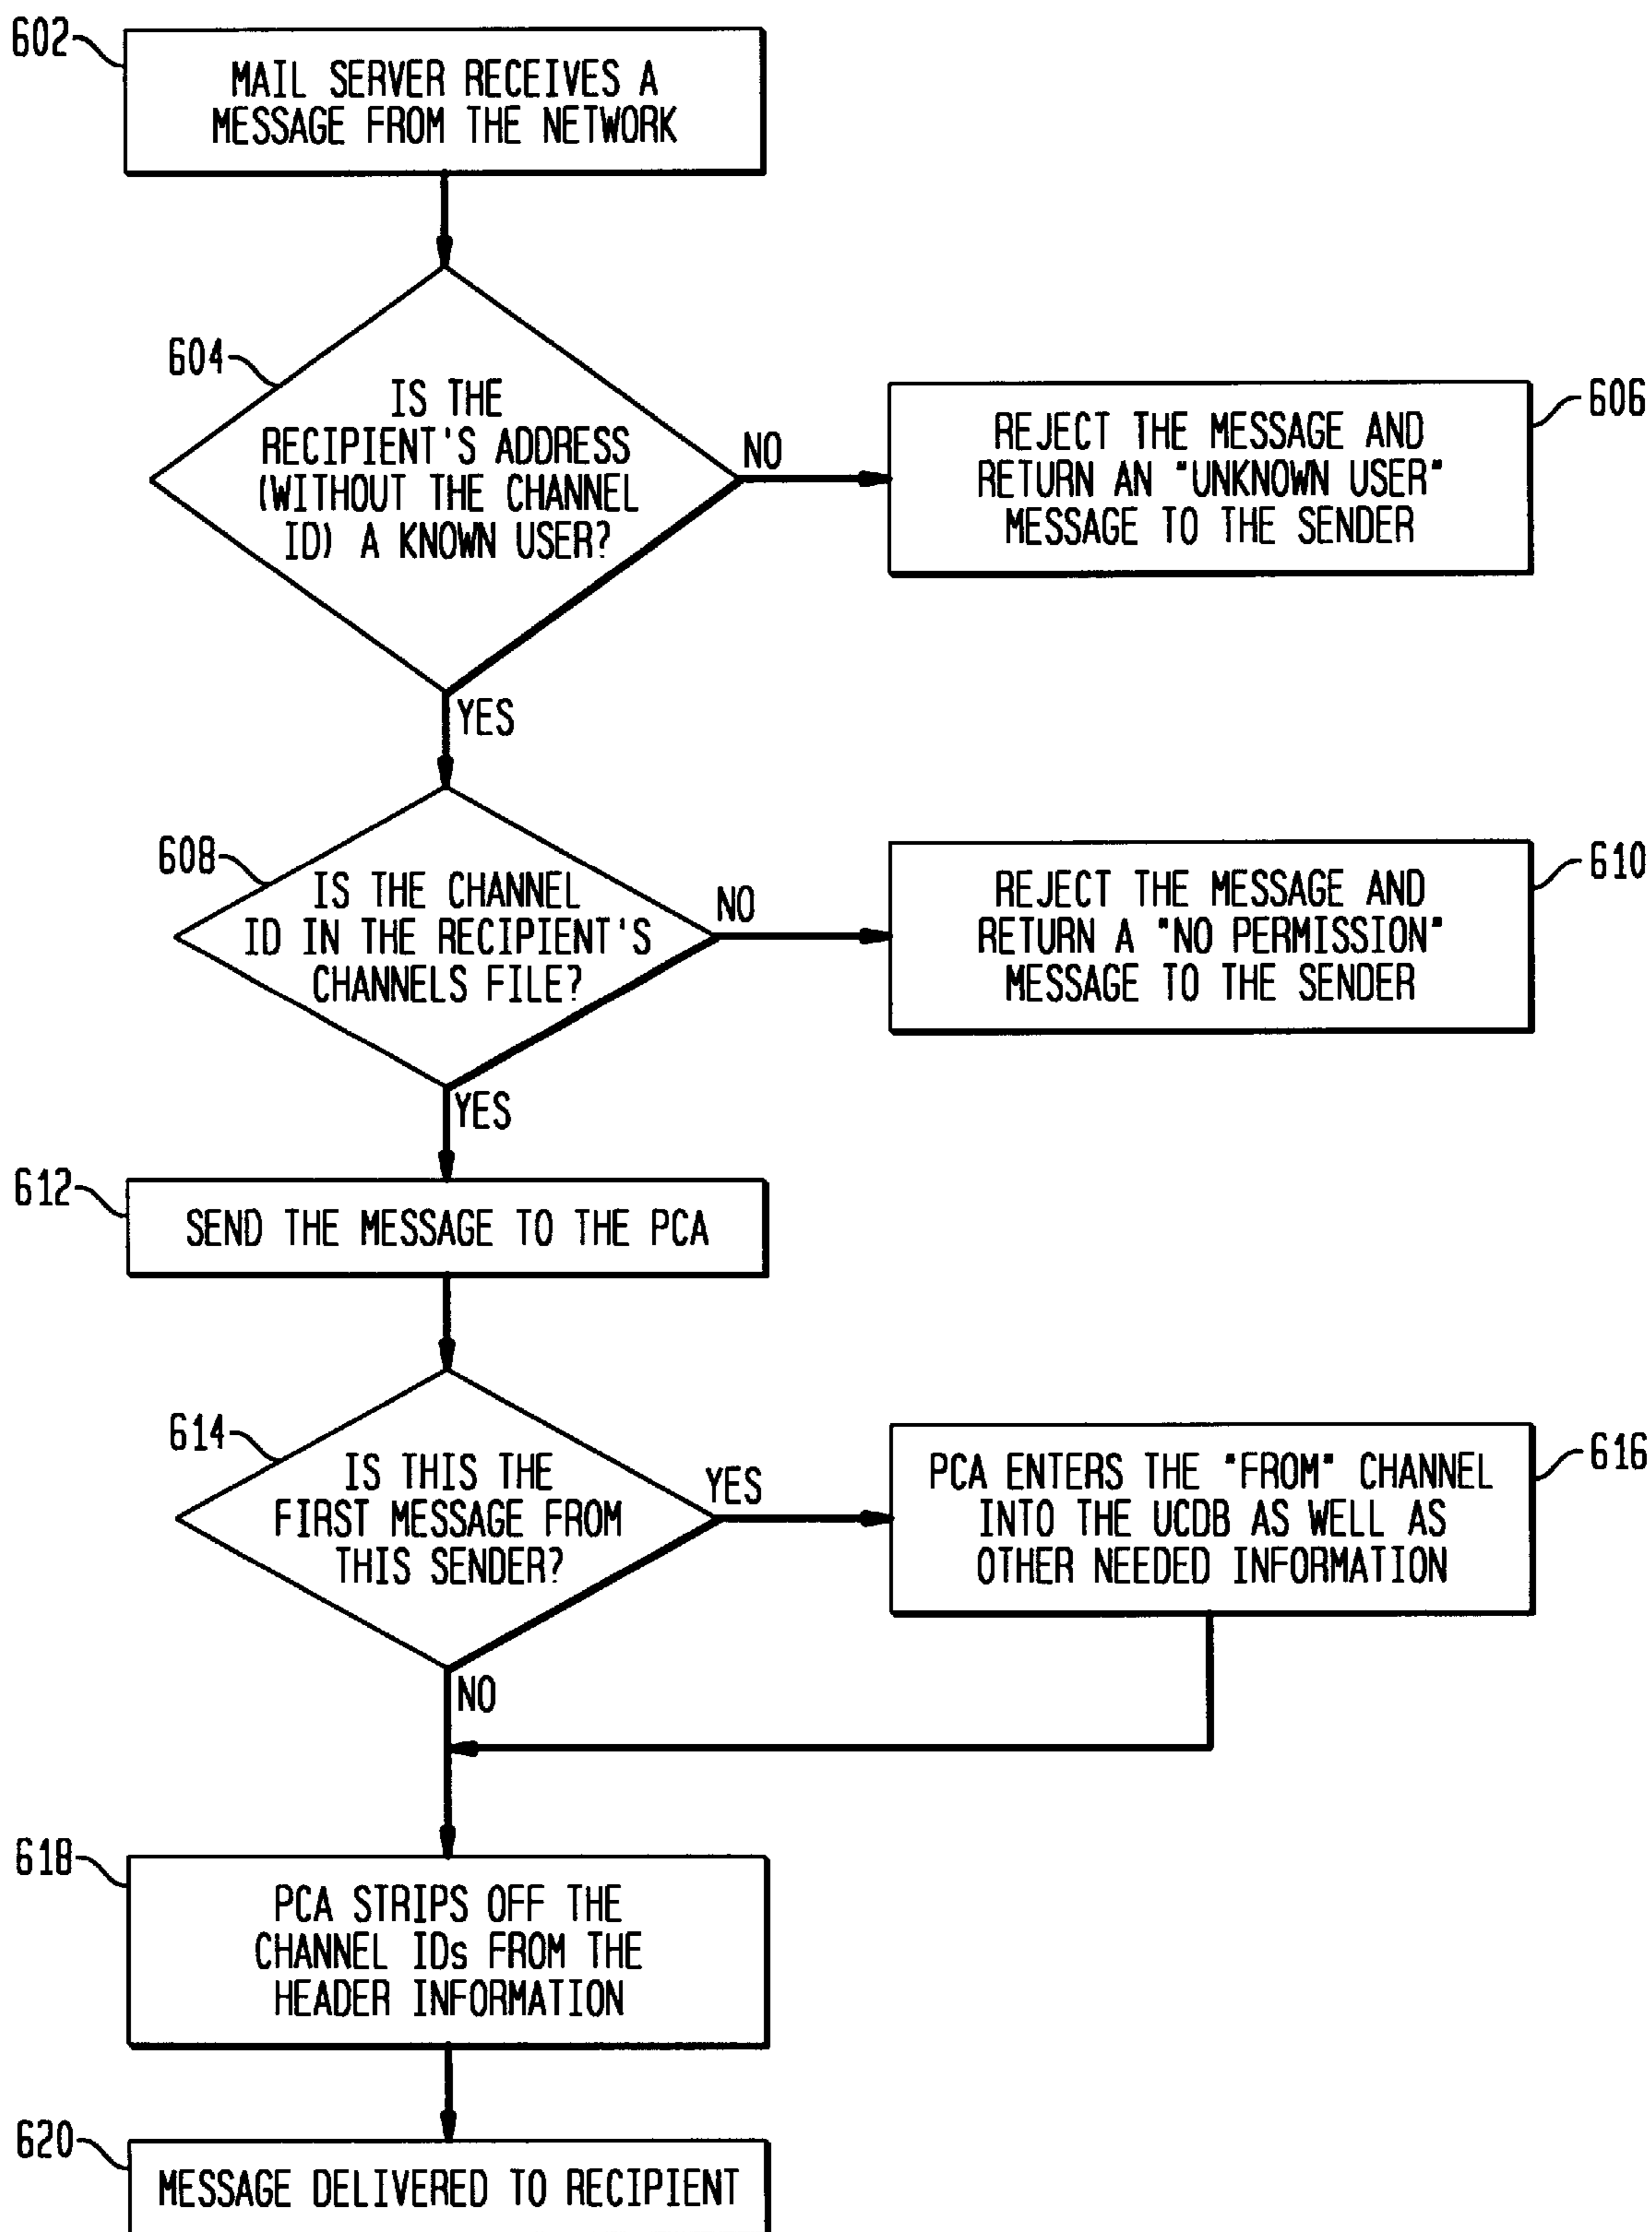 602
MAIL SERVER RECEIVES A
MESSAGE FROM THE NETWORK
604
IS THE
RECIPIENT'S ADDRESS
(WITHOUT THE CHANNEL
ID) A KNOWN USER?
NO
606
REJECT THE MESSAGE AND
RETURN AN "UNKNOWN USER"
MESSAGE TO THE SENDER
YES
608
IS THE CHANNEL
ID IN THE RECIPIENT'S
CHANNELS FILE?
NO
610
REJECT THE MESSAGE AND
RETURN A "NO PERMISSION"
MESSAGE TO THE SENDER
YES
612
SEND THE MESSAGE TO THE PCA
614
IS THIS THE
FIRST MESSAGE FROM
THIS SENDER?
YES
616
PCA ENTERS THE "FROM" CHANNEL
INTO THE UCDB AS WELL AS
OTHER NEEDED INFORMATION
NO
618
PCA STRIPS OFF THE
CHANNEL IDs FROM THE
HEADER INFORMATION
620
MESSAGE DELIVERED TO RECIPIENT